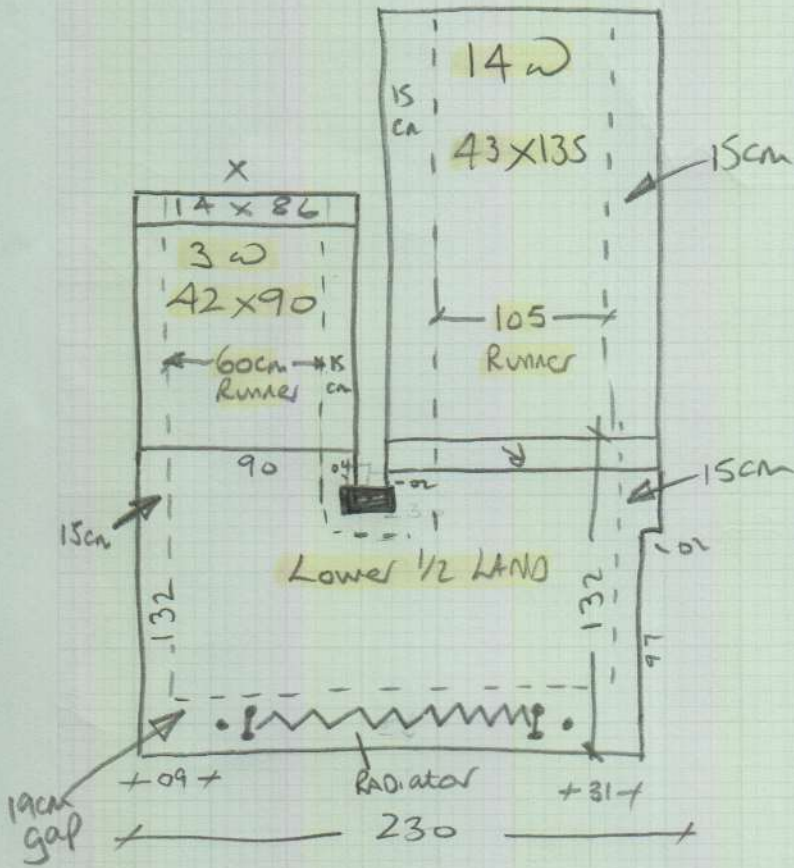 14 W
15
cm
43 x 135
15cm
X
14 x 86
3 W
42 x 90
105
Runner
60cm
Runner
15
cm
90
04
02
15cm
15cm
02
Lower 1/2 LAND
132
132
97
RADiator
09
31
19cm
gap
230